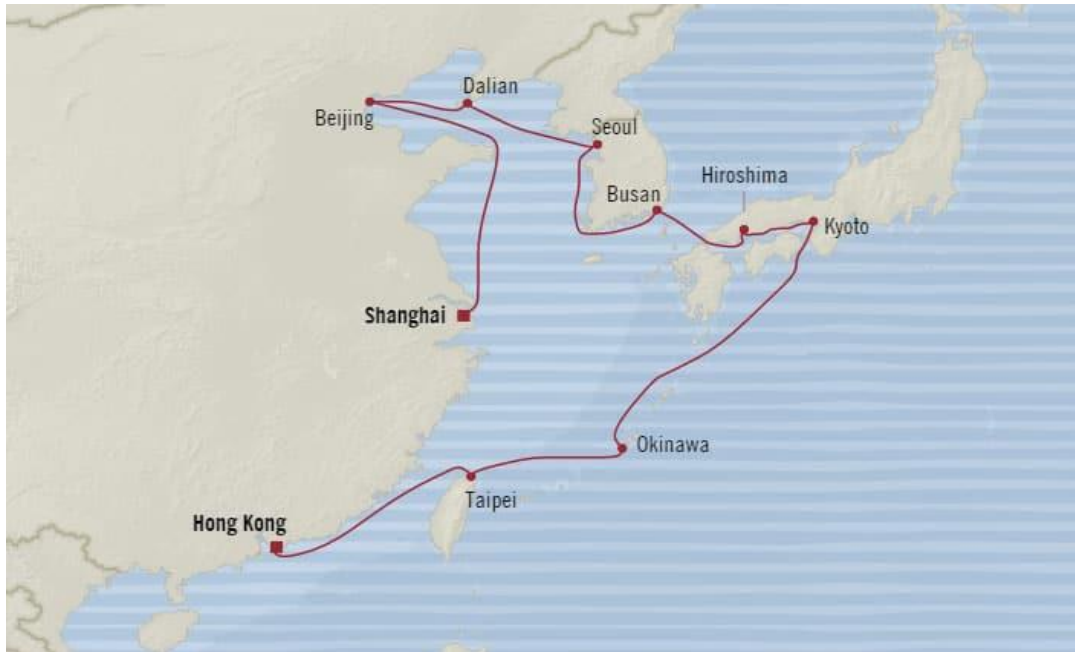 Dalian
Beijing
Seoul
Hiroshima
Busan
Kyoto
Shanghai
Okinawa
Taipei
Hong Kong